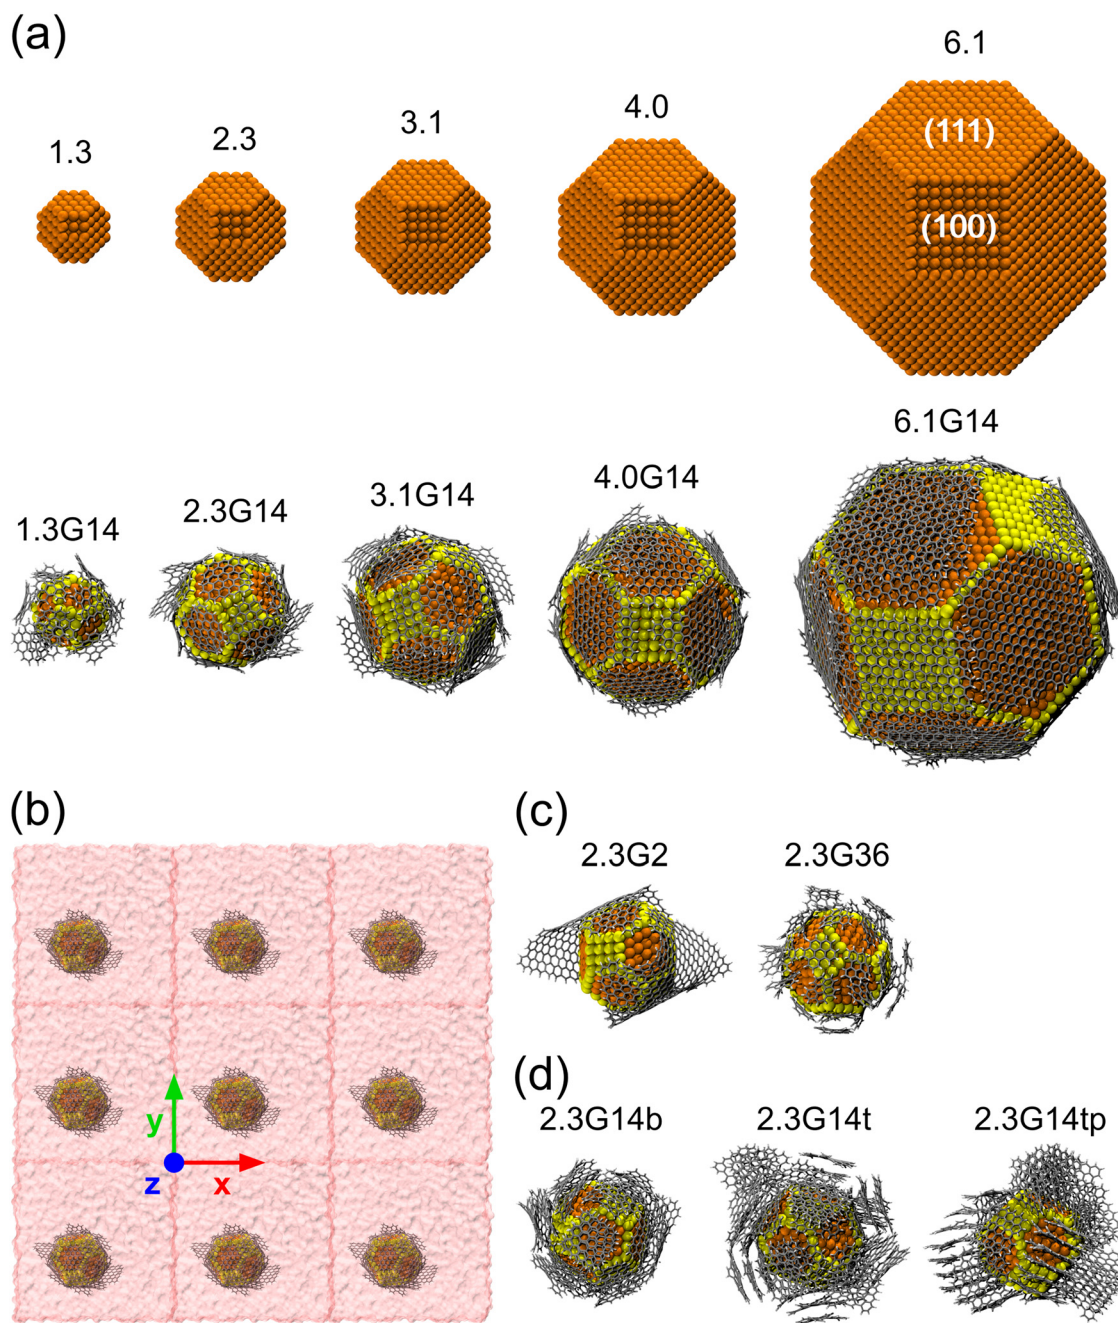 (a)
1.3
2.3
3.1
4.0
6.1
(111)
(100)
1.3G14
2.3G14
3.1G14
4.0G14
6.1G14
(b)
y
z
x
(c)
2.3G2
2.3G36
(d)
2.3G14b
2.3G14t
2.3G14tp